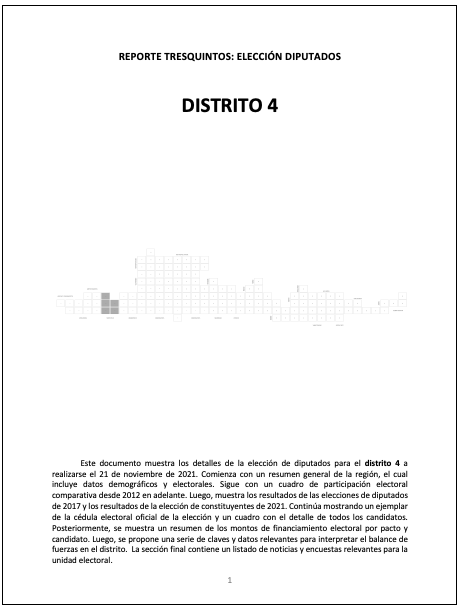 REPORTE TRESQUINTOS: ELECCIÓN DIPUTADOS
DISTRITO 4
Este documento muestra los detalles de la elección de diputados para el distrito 4 a
realizarse el 21 de noviembre de 2021. Comienza con un resumen general de la región, el cual
incluye datos demográficos y electorales. Sigue con un cuadro de participación electoral
comparativa desde 2012 en adelante. Luego, muestra los resultados de las elecciones de diputados
de 2017 y los resultados de la elección de constituyentes de 2021. Continúa mostrando un ejemplar
de la cédula electoral oficial de la elección y un cuadro con el detalle de todos los candidatos.
Posteriormente, se muestra un resumen de los montos de financiamiento electoral por pacto y
candidato. Luego, se propone una serie de claves y datos relevantes para interpretar el balance de
fuerzas en el distrito. La sección final contiene un listado de noticias y encuestas relevantes para la
unidad electoral.
1